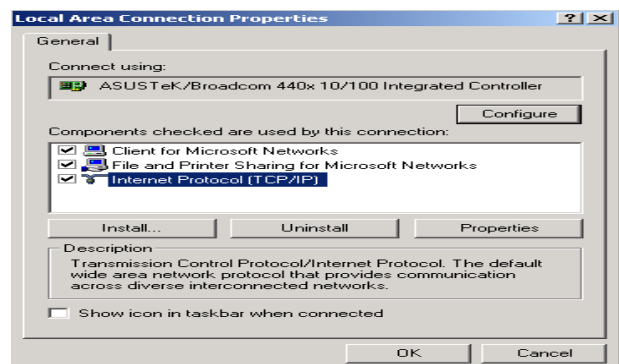 Local Area Connection Properties
General
Connect using:
ASUSTeK/Broadcom 440x 10/100 Integrated Controller
Configure
Components checked are used by this connection:
Client for Microsoft Networks
File and Printer Sharing for Microsoft Networks
Internet Protocol (TCP/IP)
Install...
Uninstall
Properties
Description
Transmission Control Protocol/Internet Protocol. The default
wide area network protocol that provides communication
across diverse interconnected networks.
Show icon in taskbar when connected
OK
Cancel